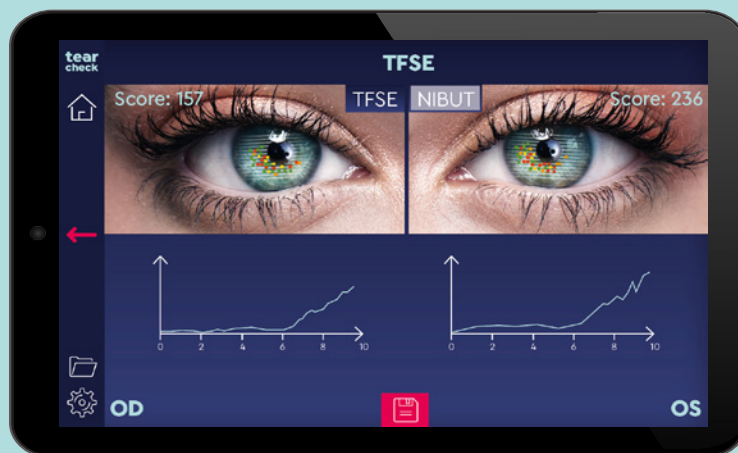 tear
check
TFSE
Score: 157
TFSE
NIBUT
Score: 236
0 2 4 6 8 10
0 2 4 6 8 10
OD
OS